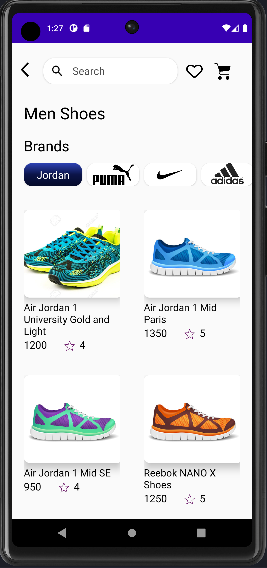 1:27
Search
Men Shoes
Brands
Jordan
PUMA
adidas
Air Jordan 1
University Gold and
Light
1200 4
Air Jordan 1 Mid
Paris
1350 5
Air Jordan 1 Mid SE
950 4
Reebok NANO X
Shoes
1250 5